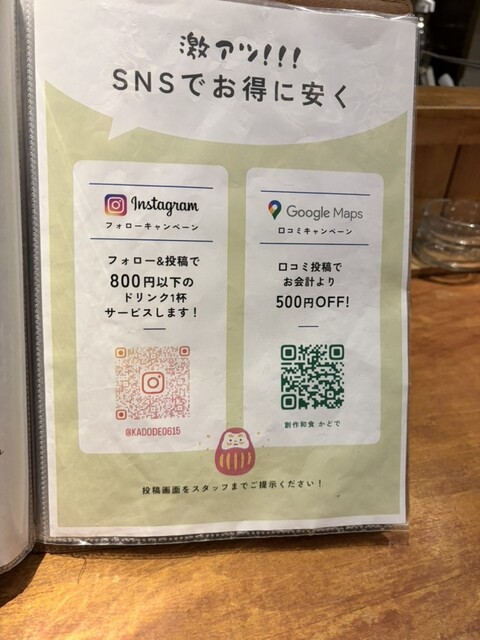 激アツ!!!
SNSでお得に安く
Instagram
フォローキャンペーン
フォロー&投稿で
800円以下の
ドリンク1杯
サービスします!
@KADODE0615
Google Maps
口コミキャンペーン
口コミ投稿で
お会計より
500円OFF!
創作和食 かどで
投稿画面をスタッフまでご提示ください!